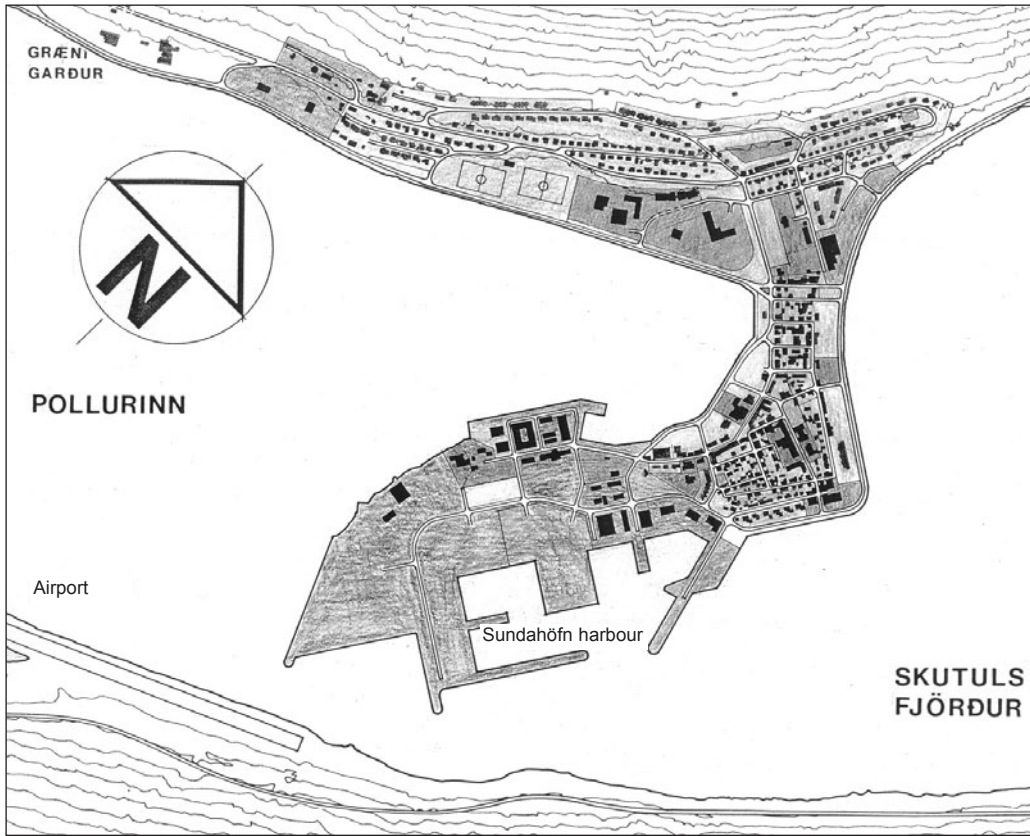 GRÆNI
GARÐUR
N
POLLURINN
Airport
Sundahöfn harbour
SKUTULS
FJÖRÐUR